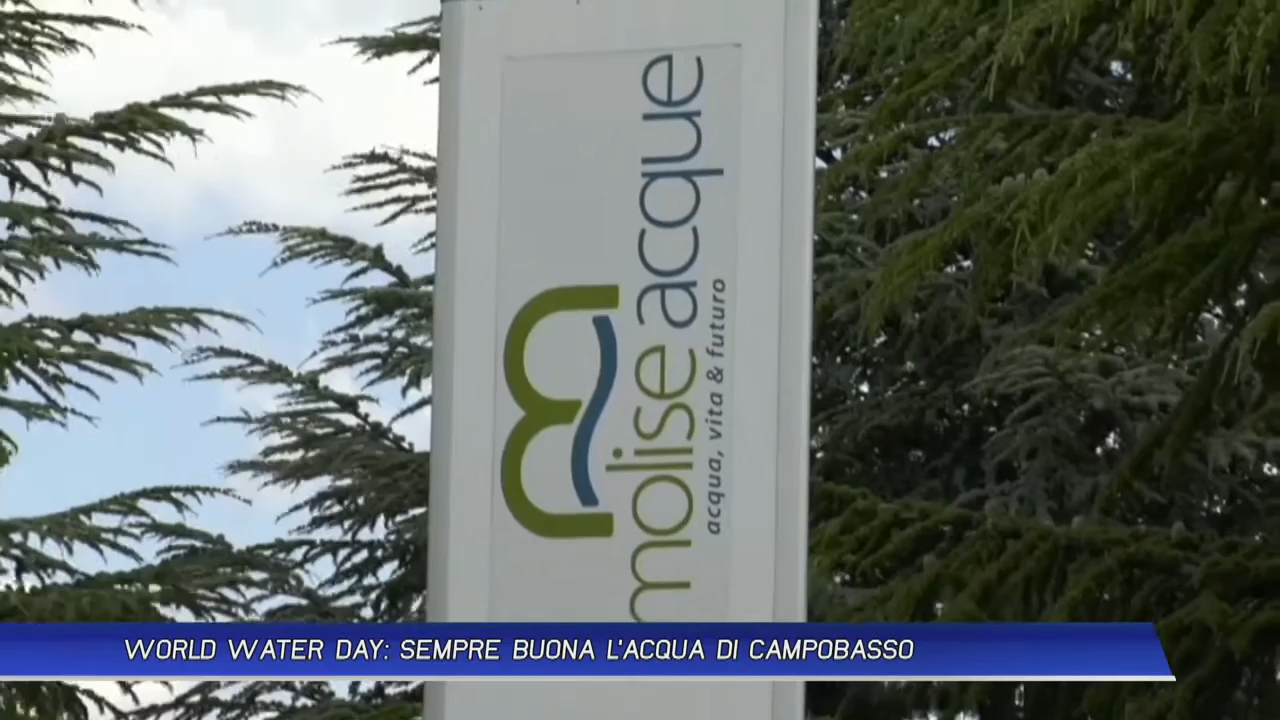 molise acque
acqua, vita & futuro
WORLD WATER DAY: SEMPRE BUONA L'ACQUA DI CAMPOBASSO